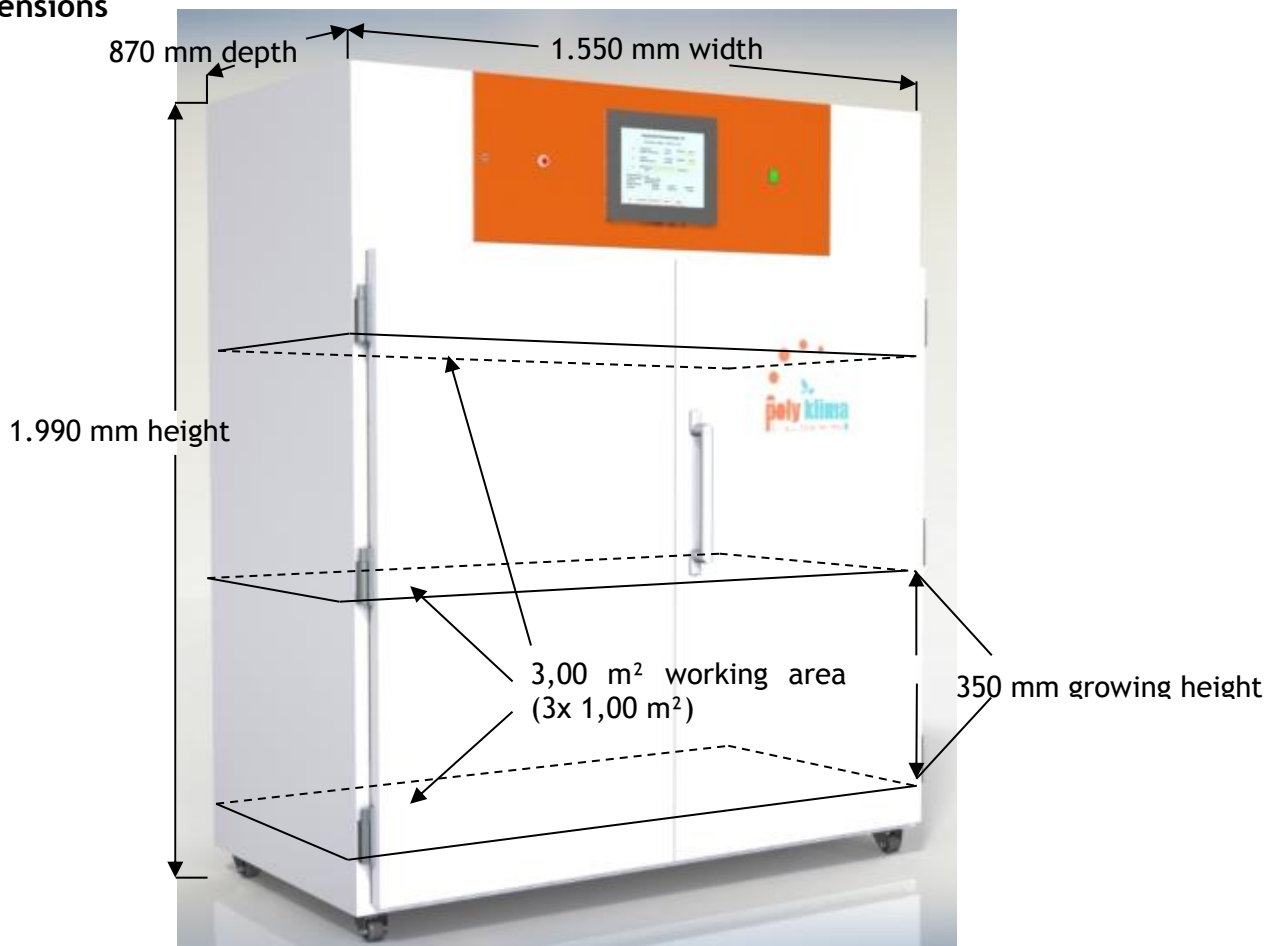 ensions
870 mm depth
1.550 mm width
poly klima
1.990 mm height
3,00 m² working area
(3x 1,00 m²)
350 mm growing height